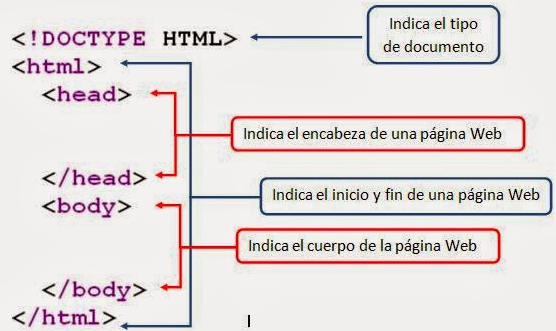 Indica el tipo
de documento
<!DOCTYPE HTML>
<html>
<head>
Indica el encabeza de una página Web
</head>
Indica el inicio y fin de una página Web
<body>
Indica el cuerpo de la página Web
</body>
</html>